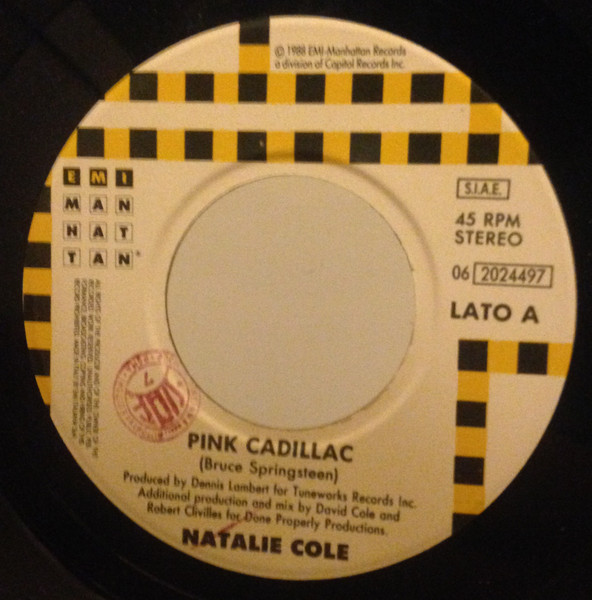 ℗ 1988 EMI-Manhattan Records
a division of Capitol Records Inc.
EMI
MAN
HAT
TAN®
S.I.A.E.
45 RPM
STEREO
06 2024497
LATO A
PINK CADILLAC
(Bruce Springsteen)
Produced by Dennis Lambert for Tuneworks Records Inc.
Additional production and mix by David Cole and
Robert Clivilles for Done Properly Productions.
NATALIE COLE